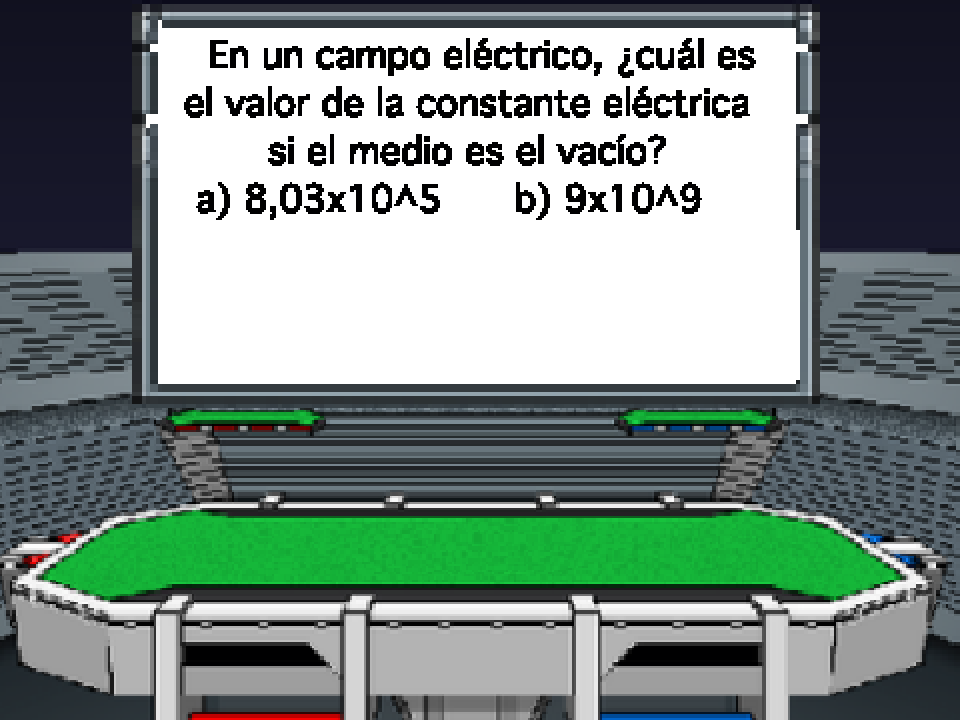 En un campo eléctrico, ¿cuál es
el valor de la constante eléctrica
si el medio es el vacío?
a) 8,03x10^5 b) 9x10^9